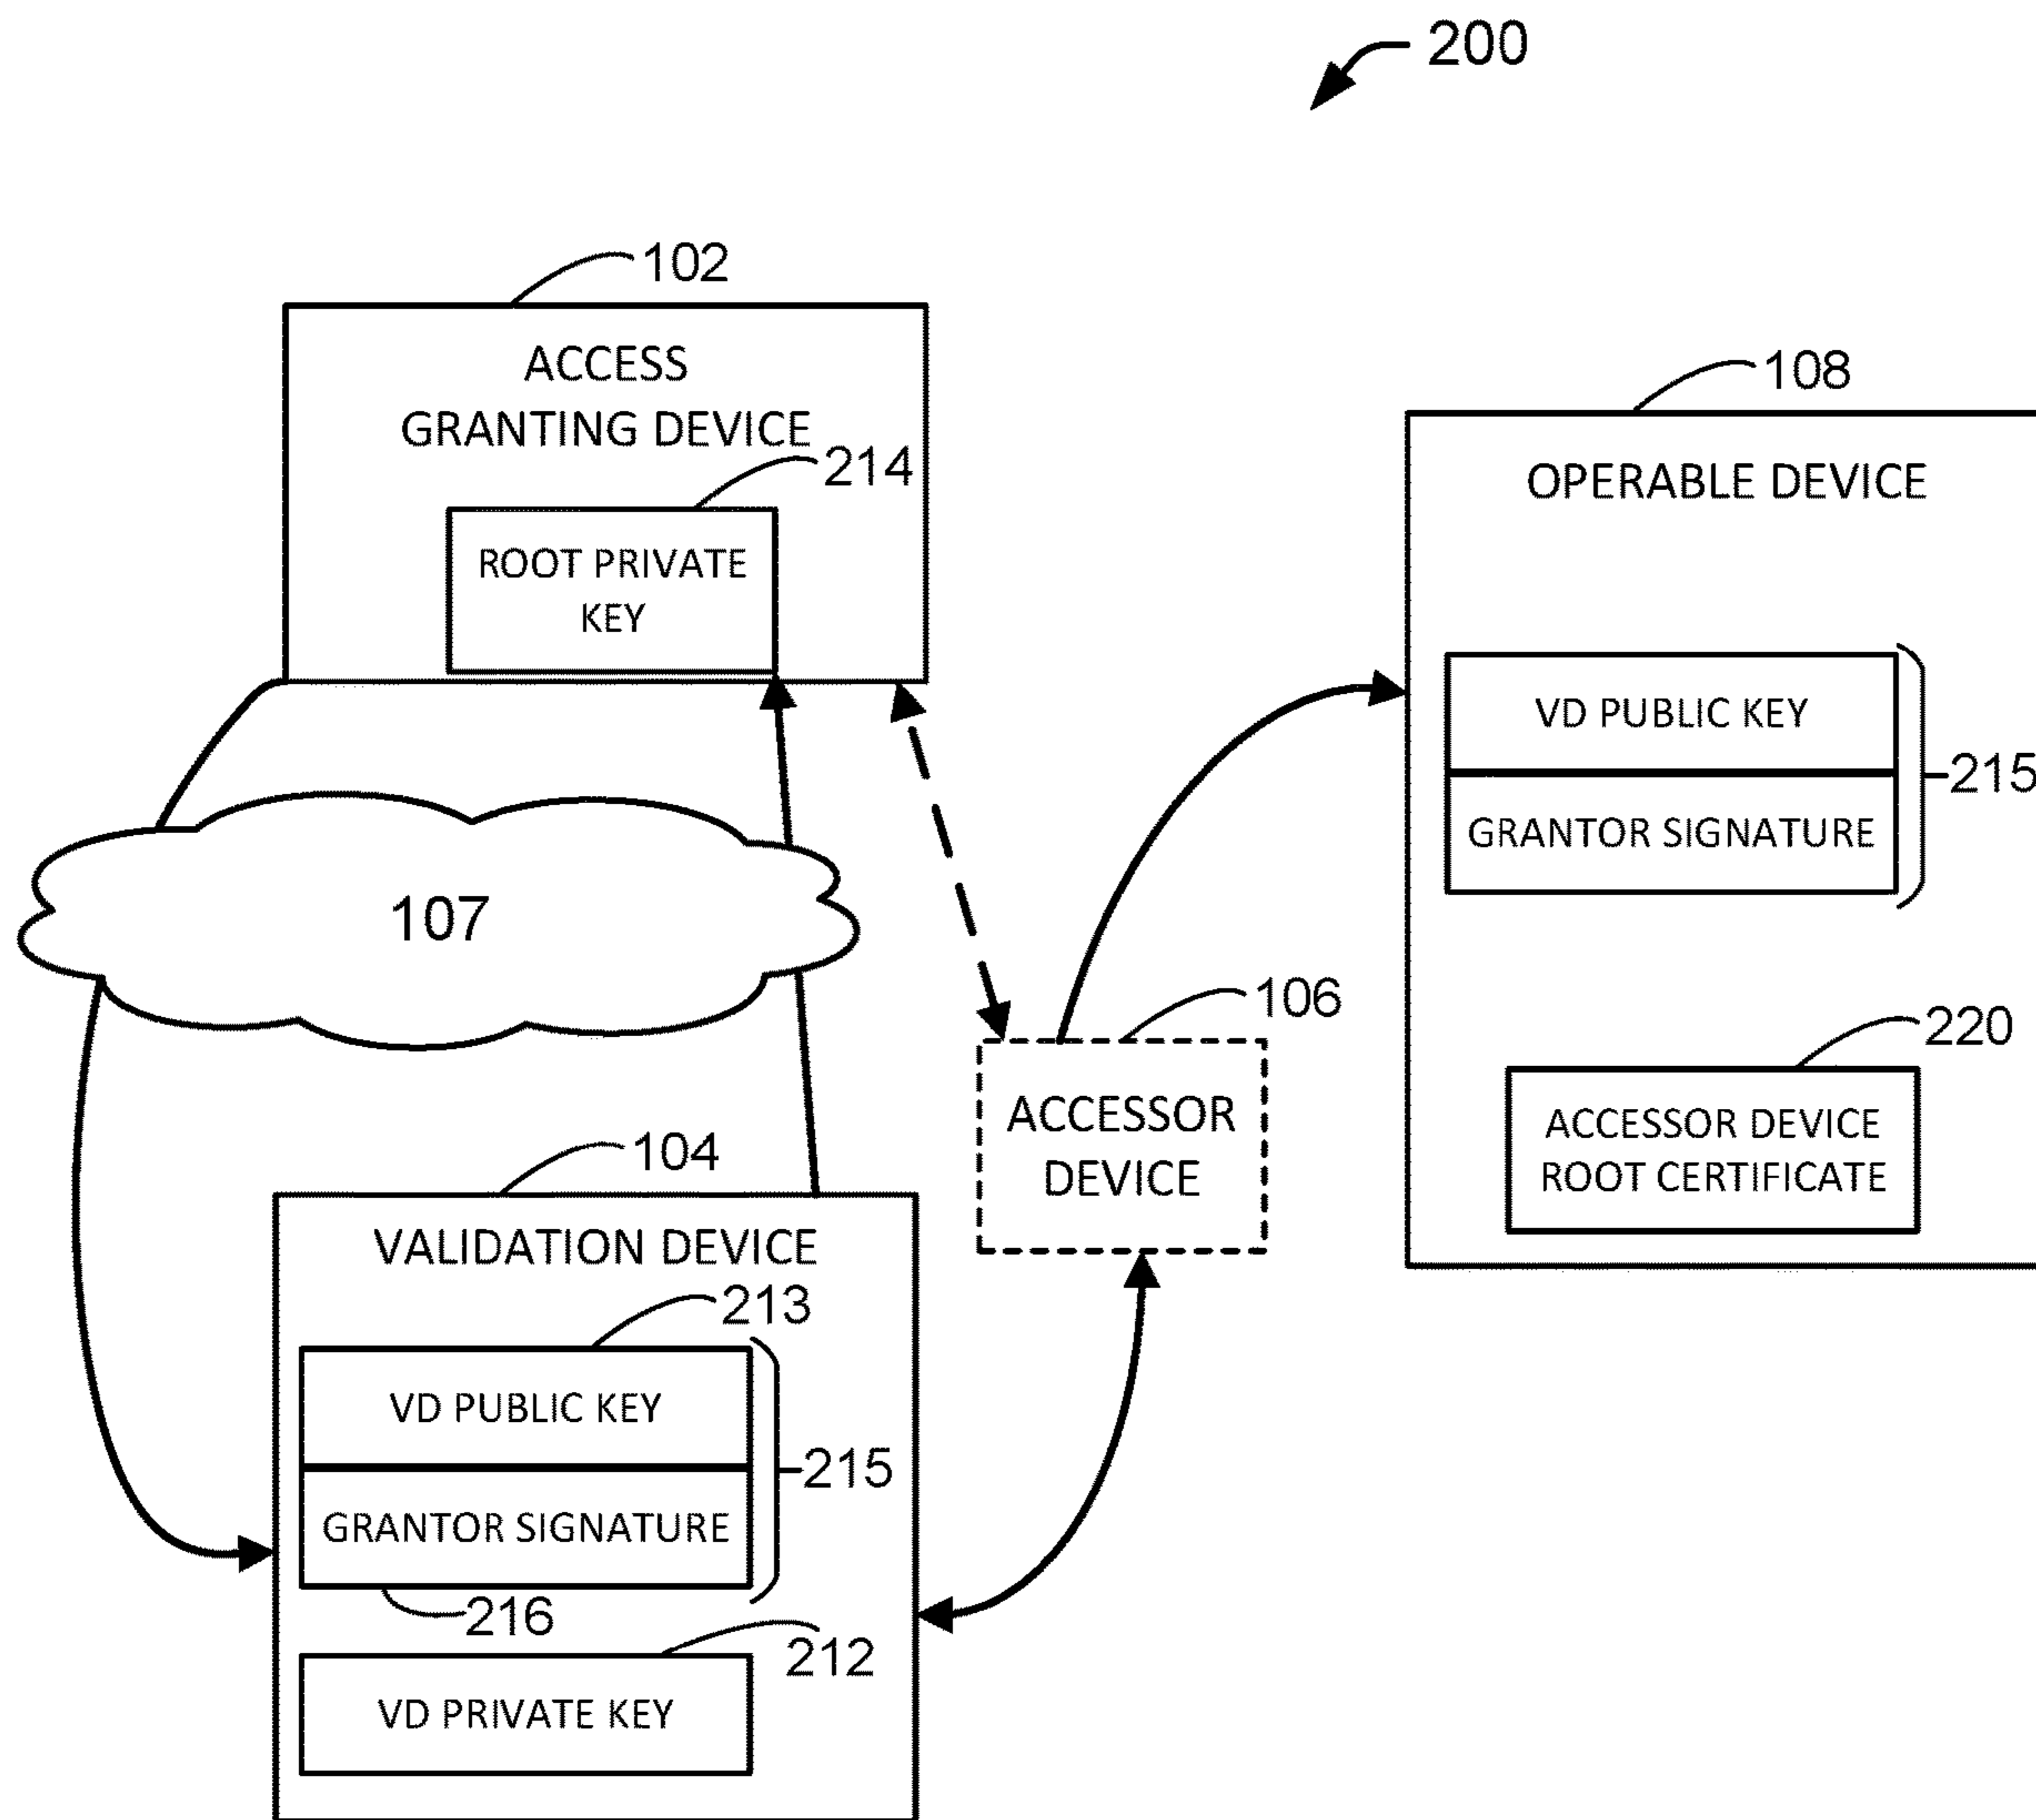 200
102
ACCESS
GRANTING DEVICE
214
ROOT PRIVATE
KEY
107
108
OPERABLE DEVICE
VD PUBLIC KEY
GRANTOR SIGNATURE
215
220
ACCESSOR DEVICE
ROOT CERTIFICATE
106
ACCESSOR
DEVICE
104
VALIDATION DEVICE
213
VD PUBLIC KEY
GRANTOR SIGNATURE
215
216
212
VD PRIVATE KEY